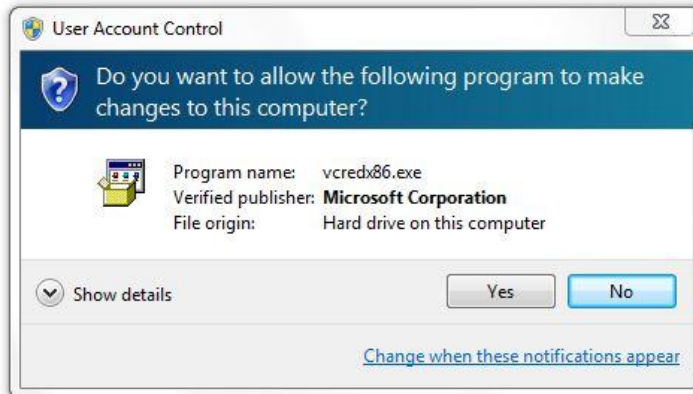 User Account Control
Do you want to allow the following program to make
changes to this computer?
Program name: vcredx86.exe
Verified publisher: Microsoft Corporation
File origin: Hard drive on this computer
Show details Yes No
Change when these notifications appear